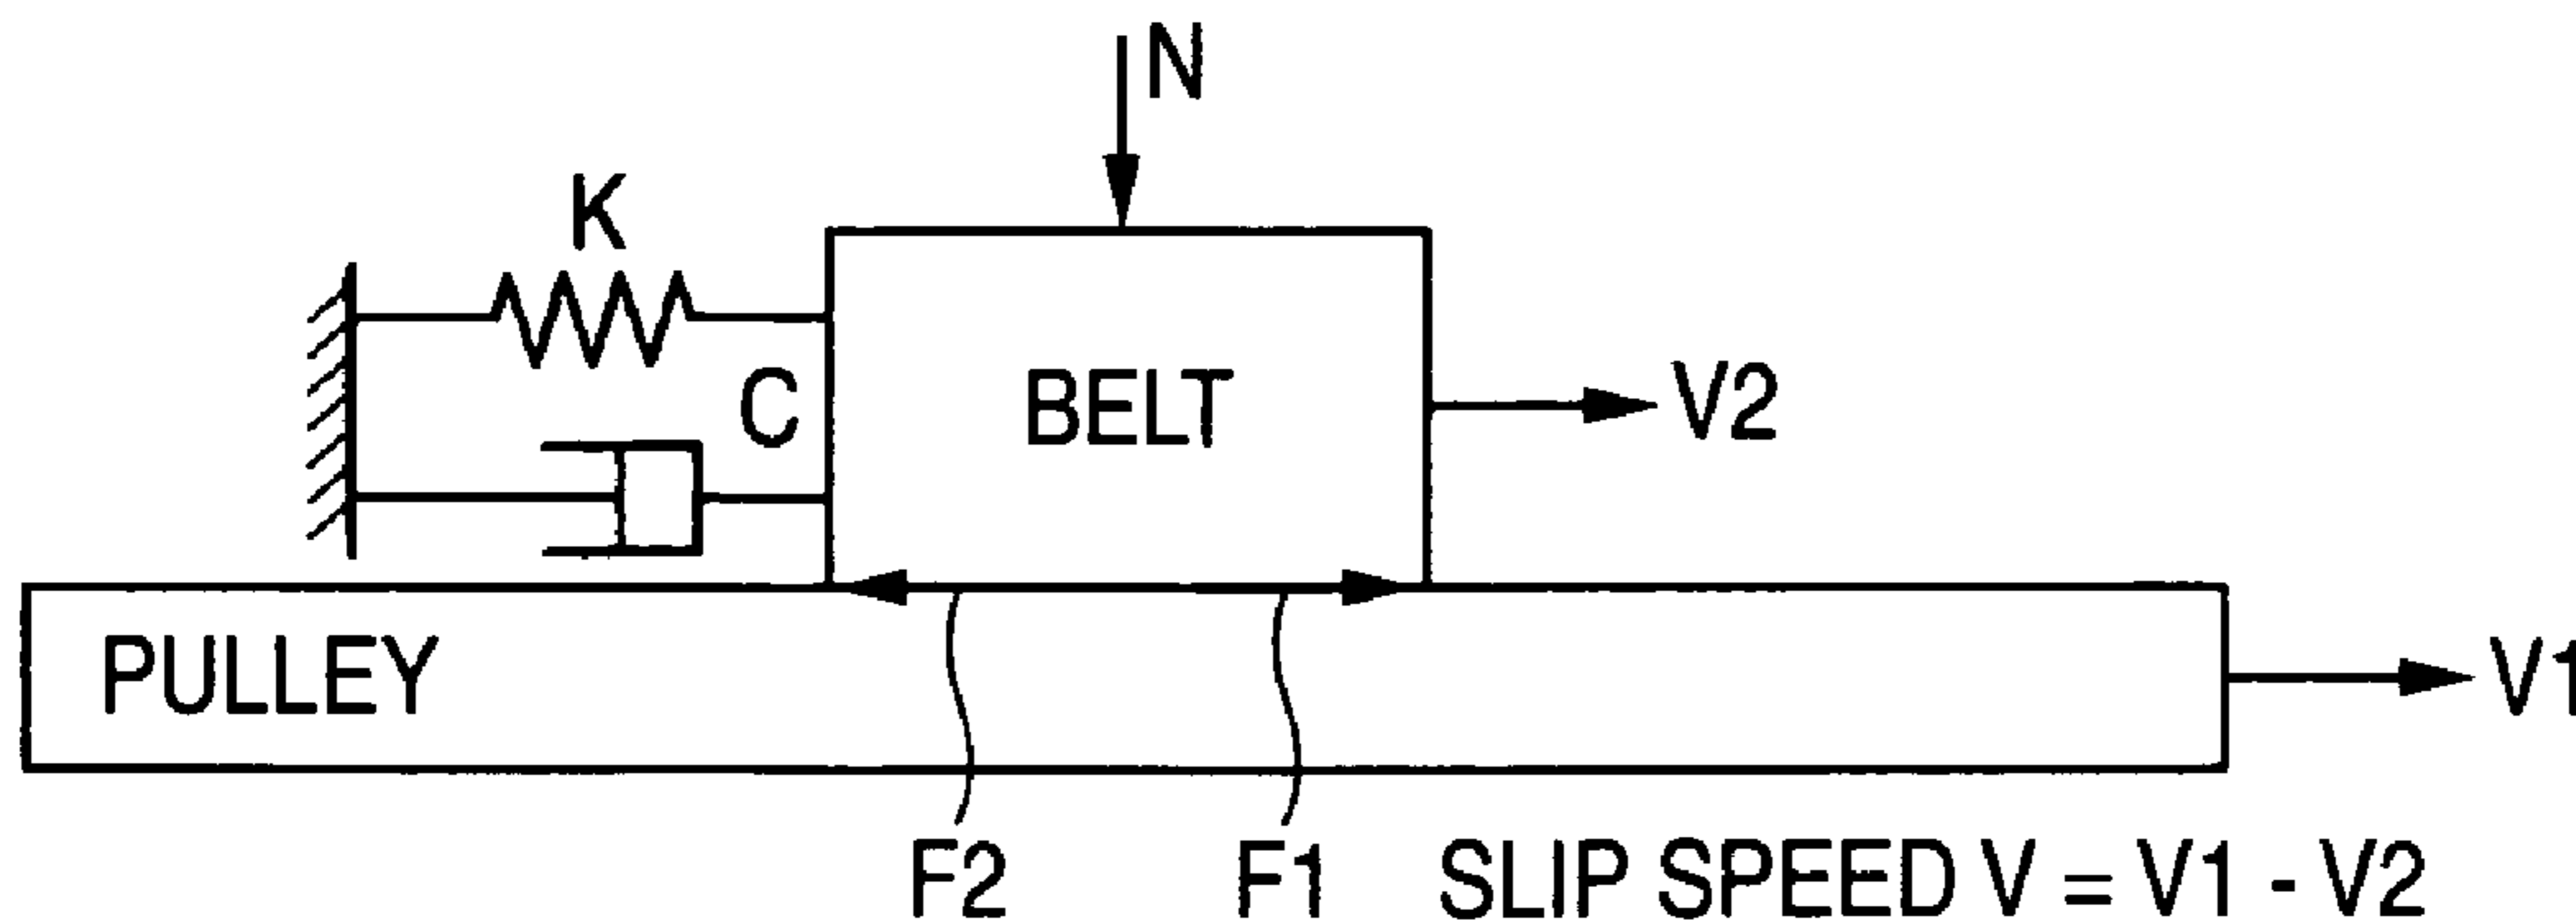 N
K
C
BELT
V2
PULLEY
V1
F2
F1
SLIP SPEED V = V1 - V2